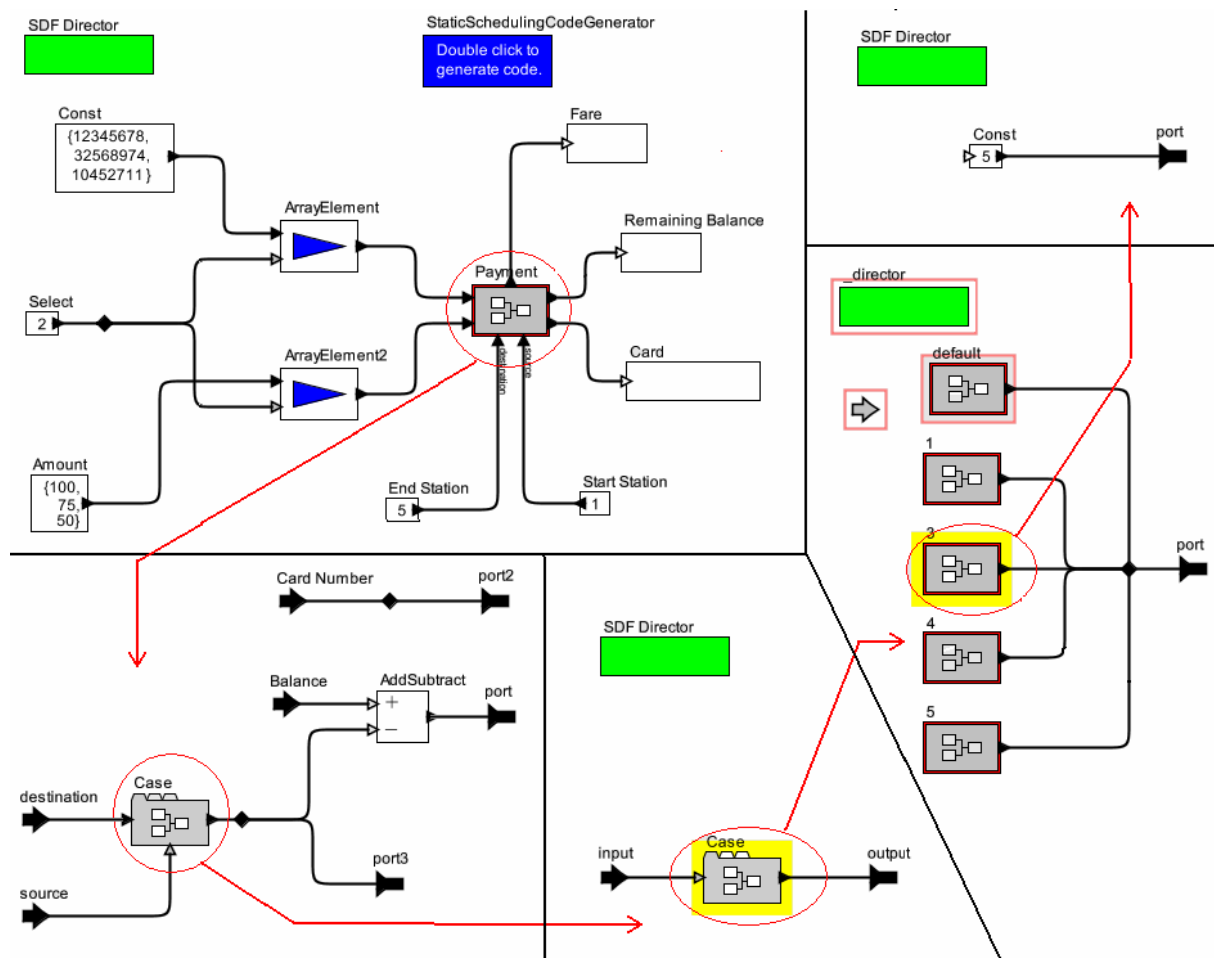 SDF Director
StaticSchedulingCodeGenerator
Double click to
generate code.
Const
{12345678,
32568974,
10452711 }
Fare
ArrayElement
Remaining Balance
Payment
Select
2
destination
source
ArrayElement2
Card
Amount
{100,
75,
50}
End Station
5
Start Station
1
SDF Director
Const
5
port
_director
default
1
3
port
4
5
Card Number
port2
Balance
AddSubtract
+
−
port
Case
destination
port3
source
SDF Director
Case
input
output